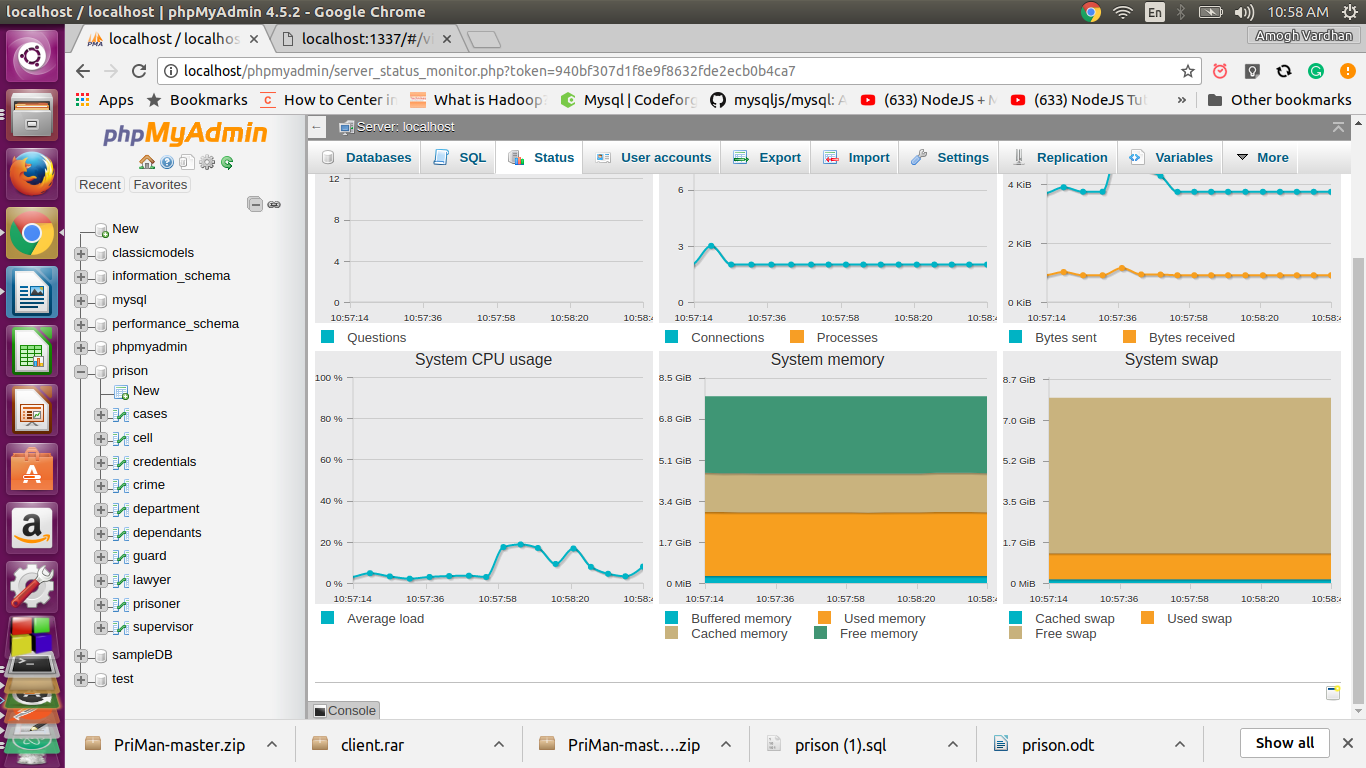 localhost / localhost | phpMyAdmin 4.5.2 - Google Chrome
En
10:58 AM
PMA
localhost / localhos
localhost:1337/#/v
Amogh Vardhan
localhost/phpmyadmin/server_status_monitor.php?token=940bf307d1f8e9f8632fde2ecb0b4ca7
Apps
Bookmarks
How to Center in
What is Hadoop
Mysql | Codeforg
mysqljs/mysql: A
(633) NodeJS + M
(633) NodeJS Tu
»
Other bookmarks
phpMyAdmin
Recent
Favorites
New
classicmodels
information_schema
mysql
performance_schema
phpmyadmin
prison
New
cases
cell
credentials
crime
department
dependants
guard
lawyer
prisoner
supervisor
sampleDB
test
Server: localhost
Databases
SQL
Status
User accounts
Export
Import
Settings
Replication
Variables
More
12
8
4
0
10:57:14 10:57:36 10:57:58 10:58:20 10:58:4
Questions
6
3
0
10:57:14 10:57:36 10:57:58 10:58:20 10:58:4
Connections Processes
4 KiB
2 KiB
0 KiB
10:57:14 10:57:36 10:57:58 10:58:20 10:58:4
Bytes sent Bytes received
System CPU usage
100 %
80 %
60 %
40 %
20 %
0 %
10:57:14 10:57:36 10:57:58 10:58:20 10:58:4
Average load
System memory
8.5 GiB
6.8 GiB
5.1 GiB
3.4 GiB
1.7 GiB
0 MiB
10:57:14 10:57:36 10:57:58 10:58:20 10:58:4
Buffered memory Used memory
Cached memory Free memory
System swap
8.7 GiB
7.0 GiB
5.2 GiB
3.5 GiB
1.7 GiB
0 MiB
10:57:14 10:57:36 10:57:58 10:58:20 10:58:4
Cached swap Used swap
Free swap
Console
PriMan-master.zip
client.rar
PriMan-mast....zip
prison (1).sql
prison.odt
Show all